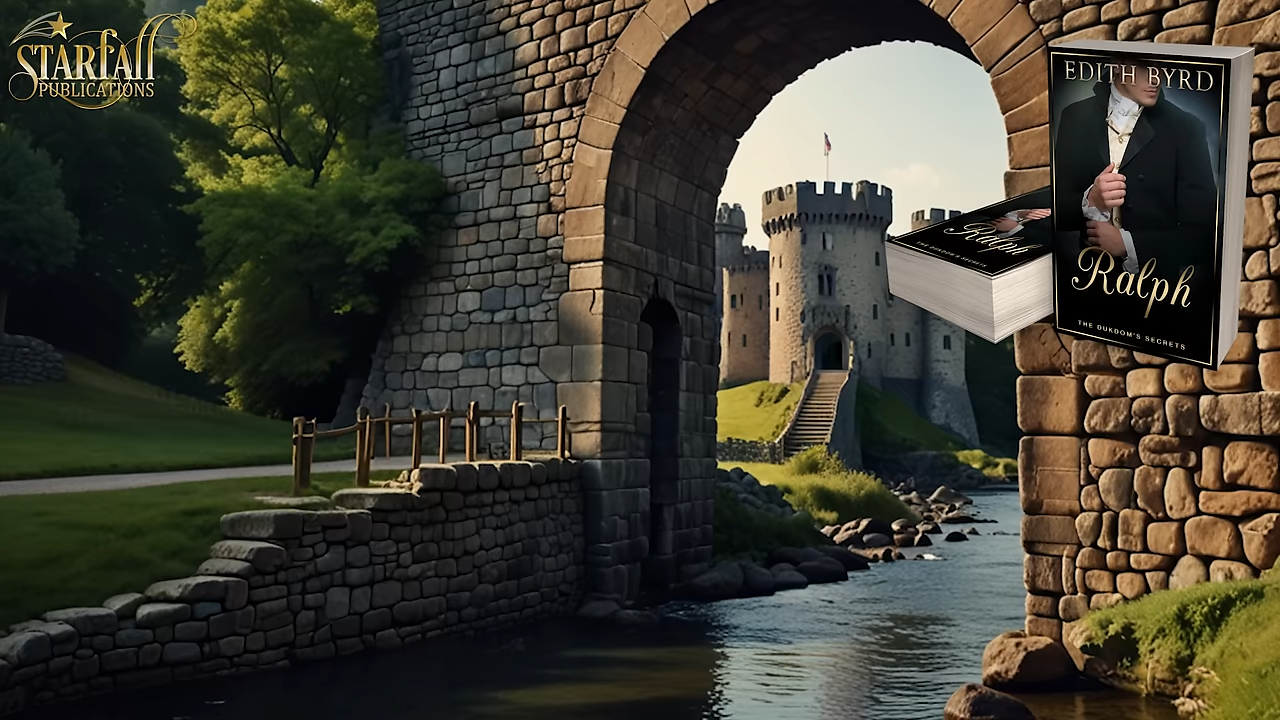 STARfall
PUBLICATIONS
EDITH BYRD
Ralph
THE DUKDOM'S SECRETS
Ralph
THE DUKDOM'S SECRETS